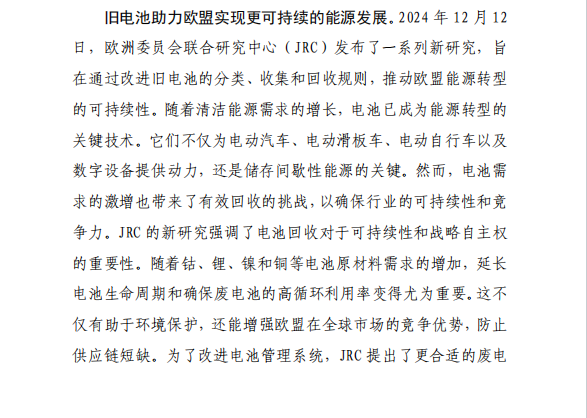 旧电池助力欧盟实现更可持续的能源发展。2024 年 12 月 12
日，欧洲委员会联合研究中心（JRC）发布了一系列新研究，旨
在通过改进旧电池的分类、收集和回收规则，推动欧盟能源转型
的可持续性。随着清洁能源需求的增长，电池已成为能源转型的
关键技术。它们不仅为电动汽车、电动滑板车、电动自行车以及
数字设备提供动力，还是储存间歇性能源的关键。然而，电池需
求的激增也带来了有效回收的挑战，以确保行业的可持续性和竞
争力。JRC 的新研究强调了电池回收对于可持续性和战略自主权
的重要性。随着钴、锂、镍和铜等电池原材料需求的增加，延长
电池生命周期和确保废电池的高循环利用率变得尤为重要。这不
仅有助于环境保护，还能增强欧盟在全球市场的竞争优势，防止
供应链短缺。为了改进电池管理系统，JRC 提出了更合适的废电